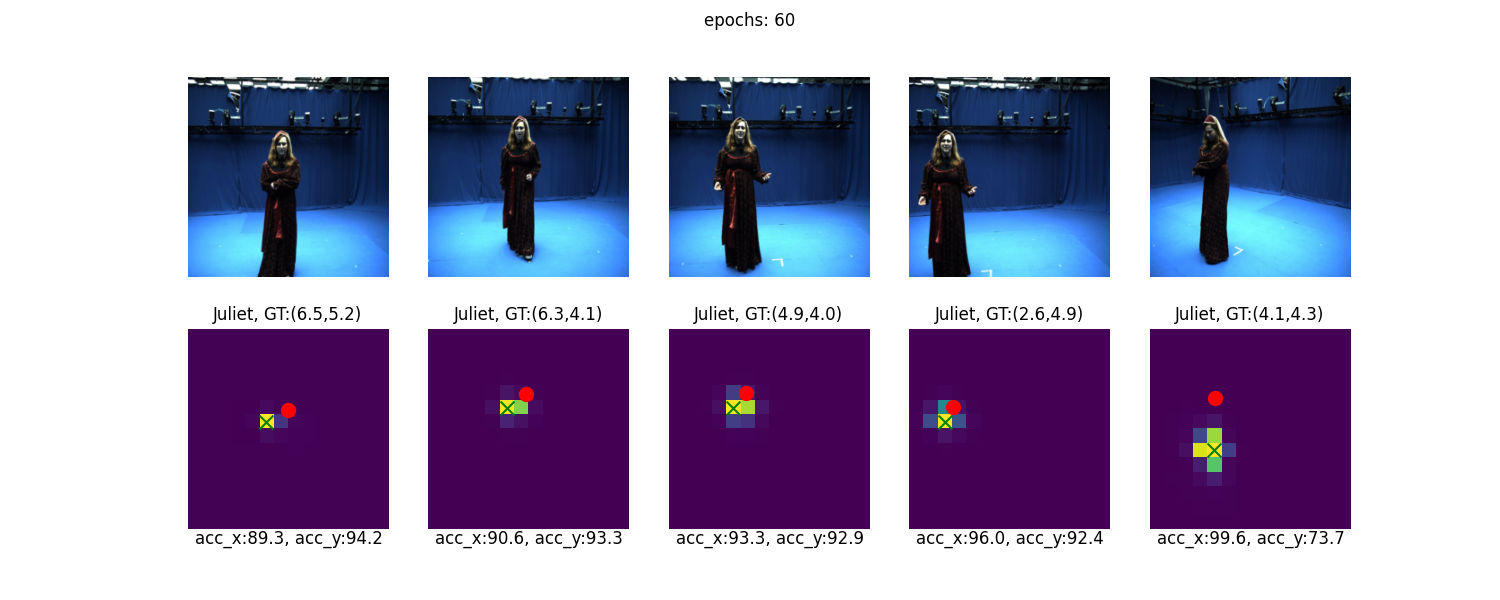 epochs: 60
Juliet, GT:(6.5,5.2)
Juliet, GT:(6.3,4.1)
Juliet, GT:(4.9,4.0)
Juliet, GT:(2.6,4.9)
Juliet, GT:(4.1,4.3)
acc_x:89.3, acc_y:94.2
acc_x:90.6, acc_y:93.3
acc_x:93.3, acc_y:92.9
acc_x:96.0, acc_y:92.4
acc_x:99.6, acc_y:73.7